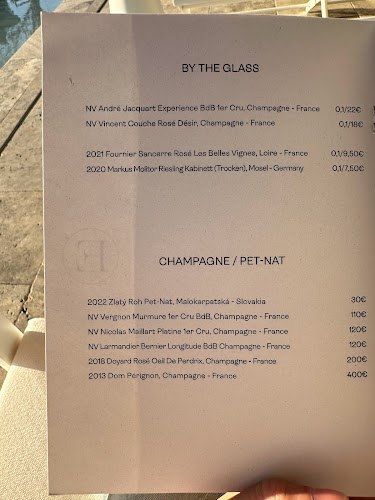 BY THE GLASS
NV André Jacquart Experience BdB 1er Cru, Champagne - France 0,1/22€
NV Vincent Couche Rosé Désir, Champagne - France 0,1/18€
2021 Fournier Sancerre Rosé Les Belles Vignes, Loire - France 0,1/9,50€
2020 Markus Molitor Riesling Kabinett (Trocken), Mosel - Germany 0,1/7,50€
CHAMPAGNE / PET-NAT
2022 Zlatý Roh Pet-Nat, Malokarpatská - Slovakia 30€
NV Vergnon Murmure 1er Cru BdB, Champagne - France 110€
NV Nicolas Maillart Platine 1er Cru, Champagne - France 120€
NV Larmandier Bernier Longitude BdB Champagne - France 120€
2018 Doyard Rosé Oeil De Perdrix, Champagne - France 200€
2013 Dom Pérignon, Champagne - France 400€